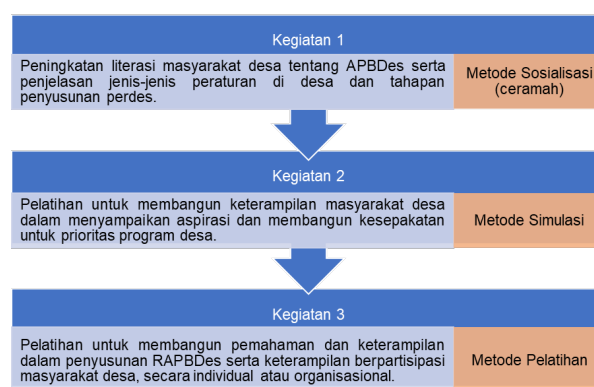 Kegiatan 1
Peningkatan literasi masyarakat desa tentang APBDes serta
penjelasan jenis-jenis peraturan di desa dan tahapan
penyusunan perdes.
Metode Sosialisasi
(ceramah)
Kegiatan 2
Pelatihan untuk membangun keterampilan masyarakat desa
dalam menyampaikan aspirasi dan membangun kesepakatan
untuk prioritas program desa.
Metode Simulasi
Kegiatan 3
Pelatihan untuk membangun pemahaman dan keterampilan
dalam penyusunan RAPBDes serta keterampilan berpartisipasi
masyarakat desa, secara individual atau organisasional.
Metode Pelatihan